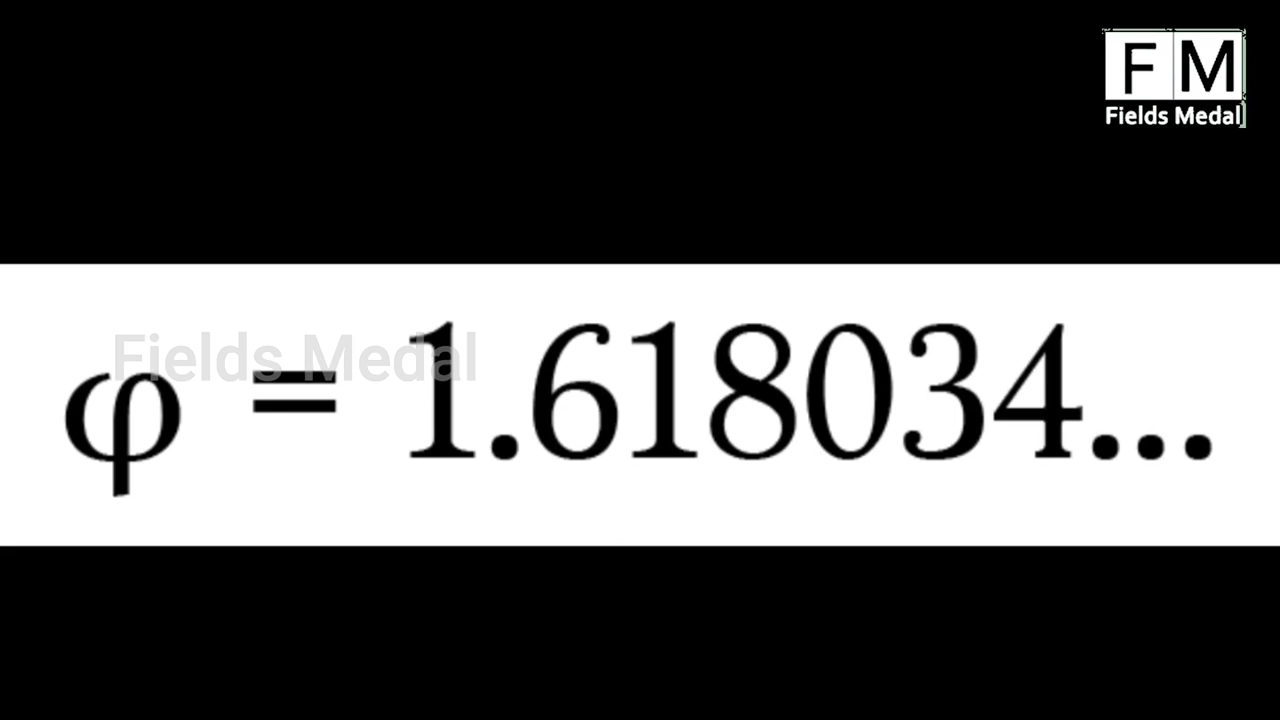 FM
Fields Medal
Fields Medal
φ = 1.618034...